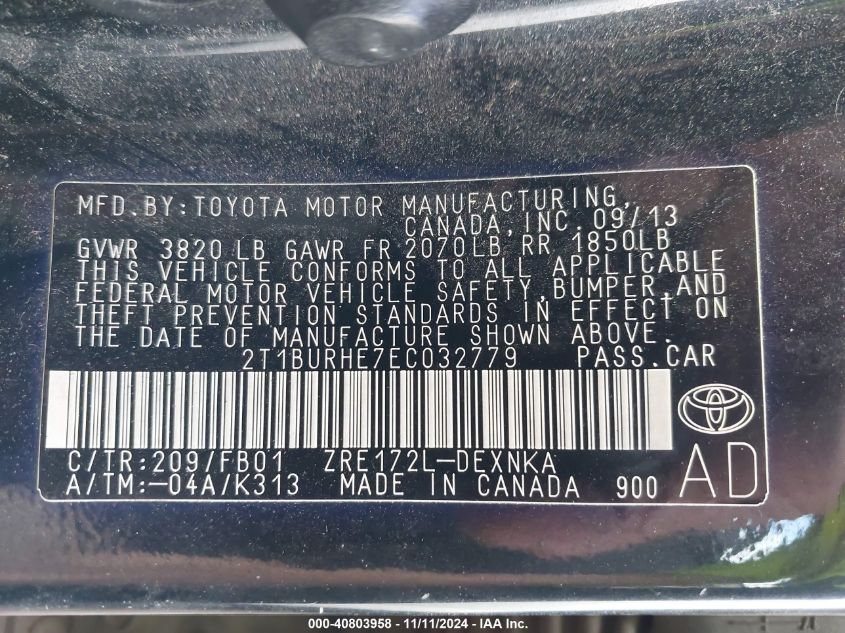 MFD.BY:TOYOTA MOTOR MANUFACTURING,
CANADA,INC. 09/13
GVWR 3820 LB GAWR FR 2070LB, RR 1850LB
THIS VEHICLE CONFORMS TO ALL APPLICABLE
FEDERAL MOTOR VEHICLE SAFETY,BUMPER,AND
THEFT PREVENTION STANDARDS IN EFFECT ON
THE DATE OF MANUFACTURE SHOWN ABOVE.
2T1BURHE7EC032779 PASS.CAR
C/TR:209/FB01 ZRE172L-DEXNKA
A/TM:-04A/K313 MADE IN CANADA 900 AD
000-40803958 - 11/11/2024 - IAA Inc.